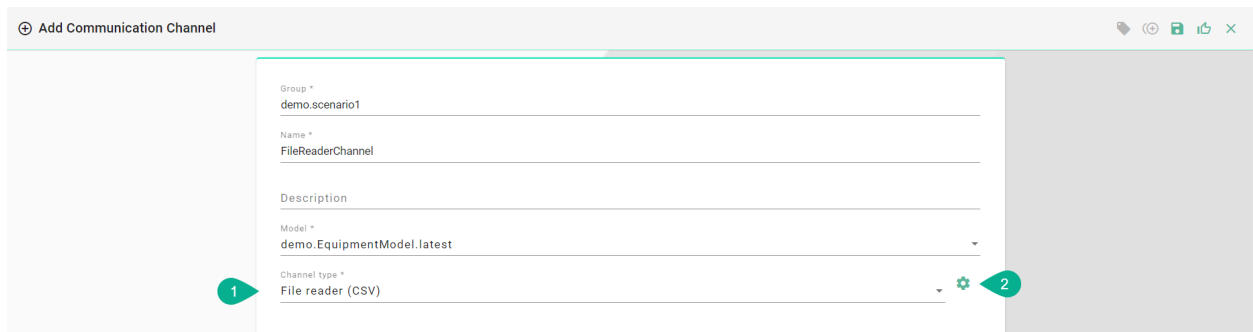 Add Communication Channel
Group *
demo.scenario1
Name *
FileReaderChannel
Description
Model *
demo.EquipmentModel.latest
Channel type *
1
File reader (CSV)
2